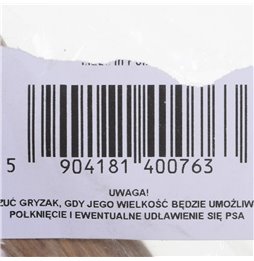 5 904181 400763
UWAGA!
ZUĆ GRYZAK, GDY JEGO WIELKOŚĆ BĘDZIE UMOŻLIW
POŁKNIĘCIE I EWENTUALNE UDŁAWIENIE SIĘ PSA